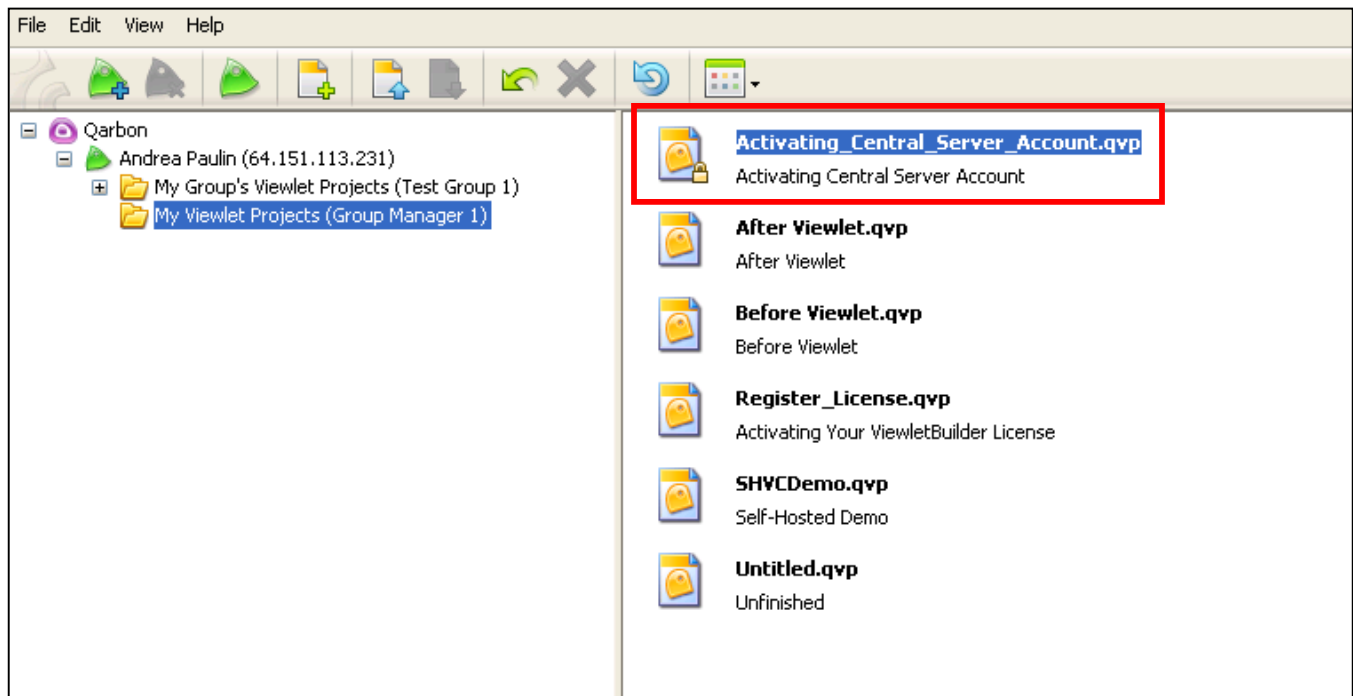 File Edit View Help
Qarbon
Andrea Paulin (64.151.113.231)
My Group's Viewlet Projects (Test Group 1)
My Viewlet Projects (Group Manager 1)
Activating_Central_Server_Account.qvp
Activating Central Server Account
After Viewlet.qvp
After Viewlet
Before Viewlet.qvp
Before Viewlet
Register_License.qvp
Activating Your ViewletBuilder License
SHVCDemo.qvp
Self-Hosted Demo
Untitled.qvp
Unfinished